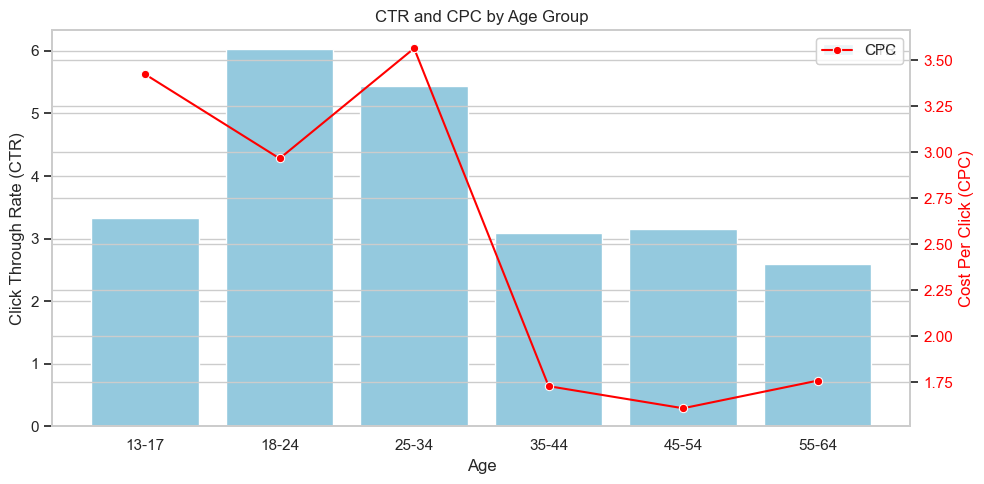 CTR and CPC by Age Group
CPC
Click Through Rate (CTR)
6
5
4
3
2
1
0
3.50
3.25
3.00
2.75
2.50
2.25
2.00
1.75
Cost Per Click (CPC)
13-17 18-24 25-34 35-44 45-54 55-64
Age